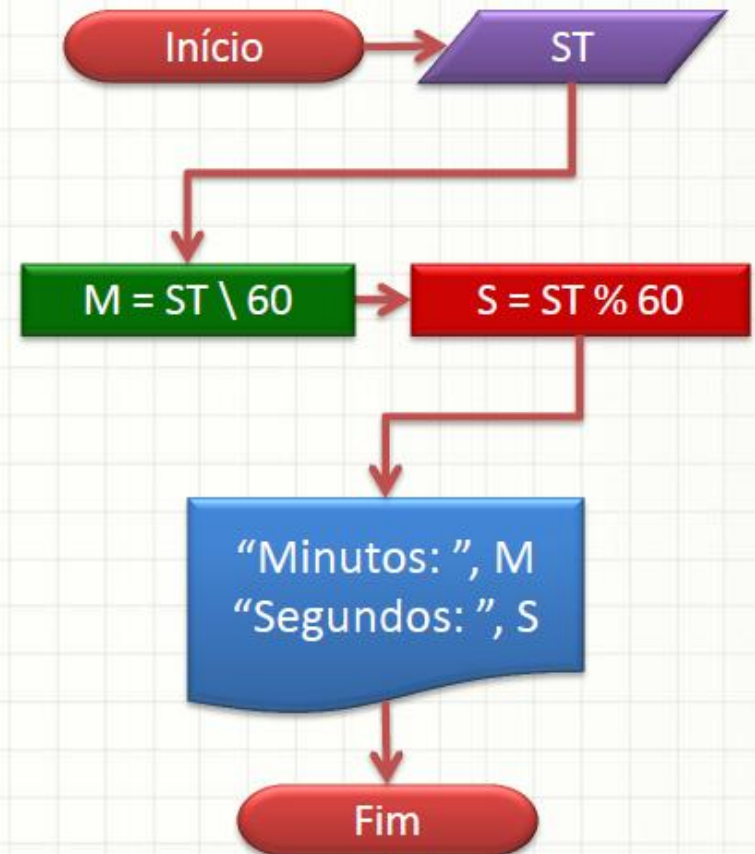 Início
ST
M = ST \ 60
S = ST % 60
“Minutos: ”, M
“Segundos: ”, S
Fim